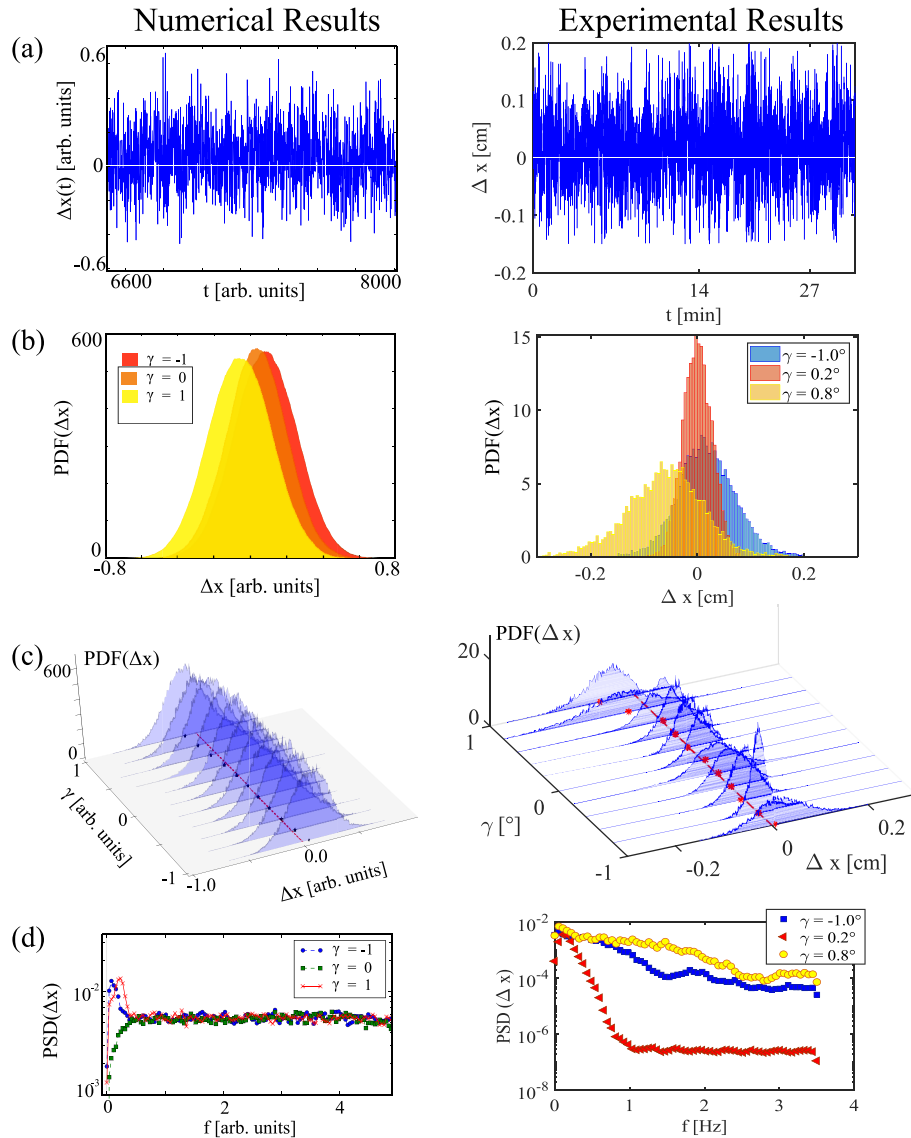 Numerical Results
Experimental Results
(a)
0.6
0
-0.6
Δx(t) [arb. units]
6600
8000
t [arb. units]
0.2
0.1
0
-0.1
-0.2
Δ x [cm]
0
14
27
t [min]
(b)
600
0
PDF(Δx)
γ = -1
γ = 0
γ = 1
-0.8
0.8
Δx [arb. units]
15
10
5
0
PDF(Δx)
γ = -1.0°
γ = 0.2°
γ = 0.8°
-0.2
0
0.2
Δ x [cm]
(c)
PDF(Δx)
600
0
1
0
-1
γ [arb. units]
-1.0
0.0
Δx [arb. units]
PDF(Δ x)
20
0
1
0
-1
γ [°]
-0.2
0
0.2
Δ x [cm]
(d)
10-2
10-3
PSD(Δx)
γ = -1
γ = 0
γ = 1
0
2
4
f [arb. units]
10-2
10-4
10-6
10-8
PSD (Δ x)
γ = -1.0°
γ = 0.2°
γ = 0.8°
0
1
2
3
4
f [Hz]